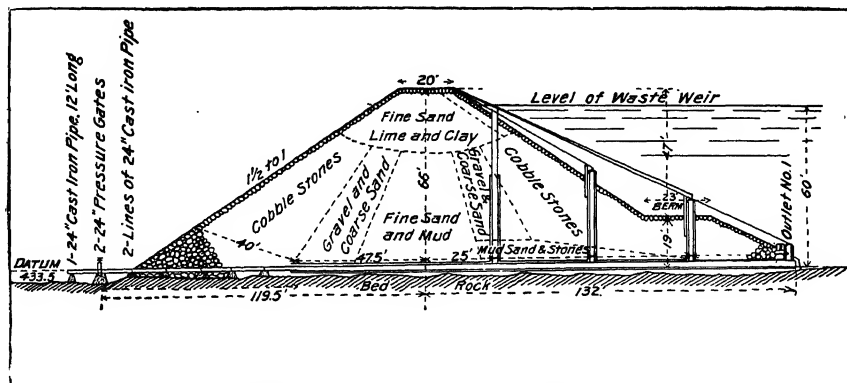 1-24" Cast Iron Pipe, 12' Long
2-24" Pressure Gates
2-Lines of 24" Cast iron Pipe
20'
Level of Waste Weir
Fine Sand
Lime and Clay
1½ to 1
66'
47'
60'
Cobble Stones
Gravel and
Coarse Sand
Fine Sand
and Mud
Gravel &
Coarse Sand
Cobble Stones
23'
BERM
19'
Outlet No.1
40'
47.5'
25'
Mud Sand & Stones
DATUM
433.5
119.5'
Bed Rock
132'